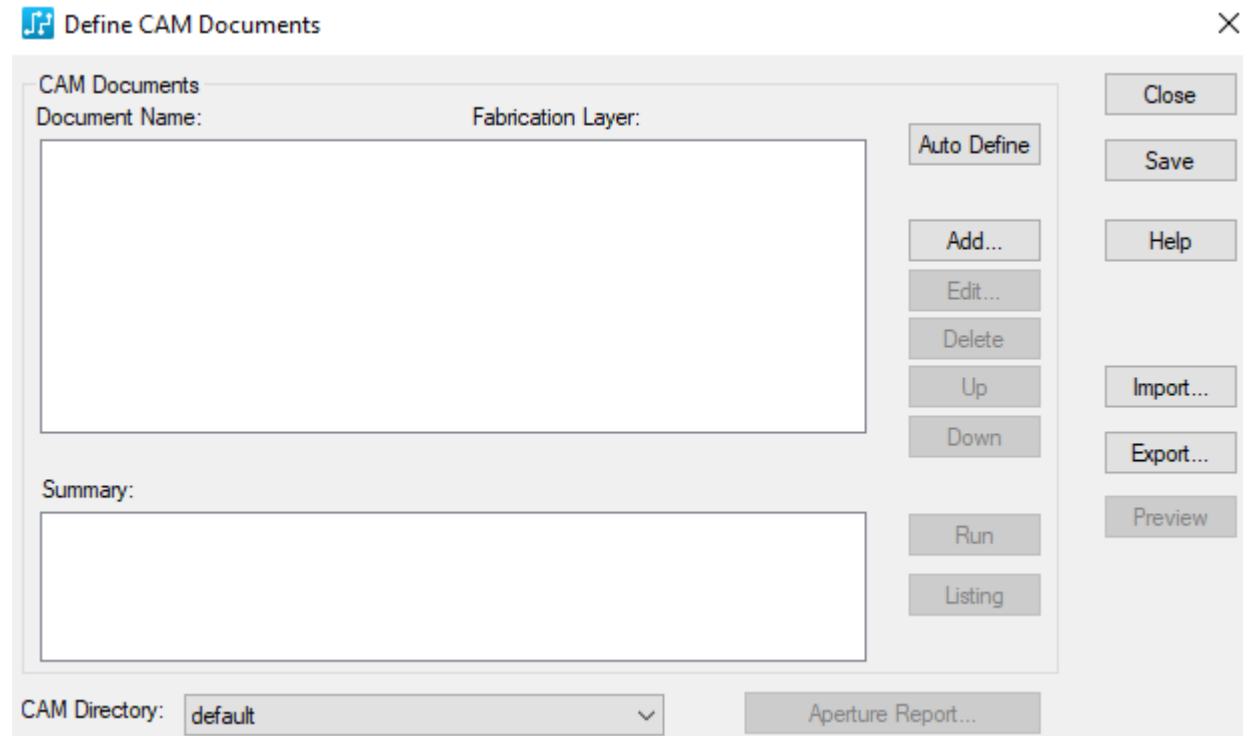 Define CAM Documents
CAM Documents
Document Name: Fabrication Layer:
Auto Define
Add...
Edit...
Delete
Up
Down
Summary:
Run
Listing
CAM Directory: default
Aperture Report...
Close
Save
Help
Import...
Export...
Preview